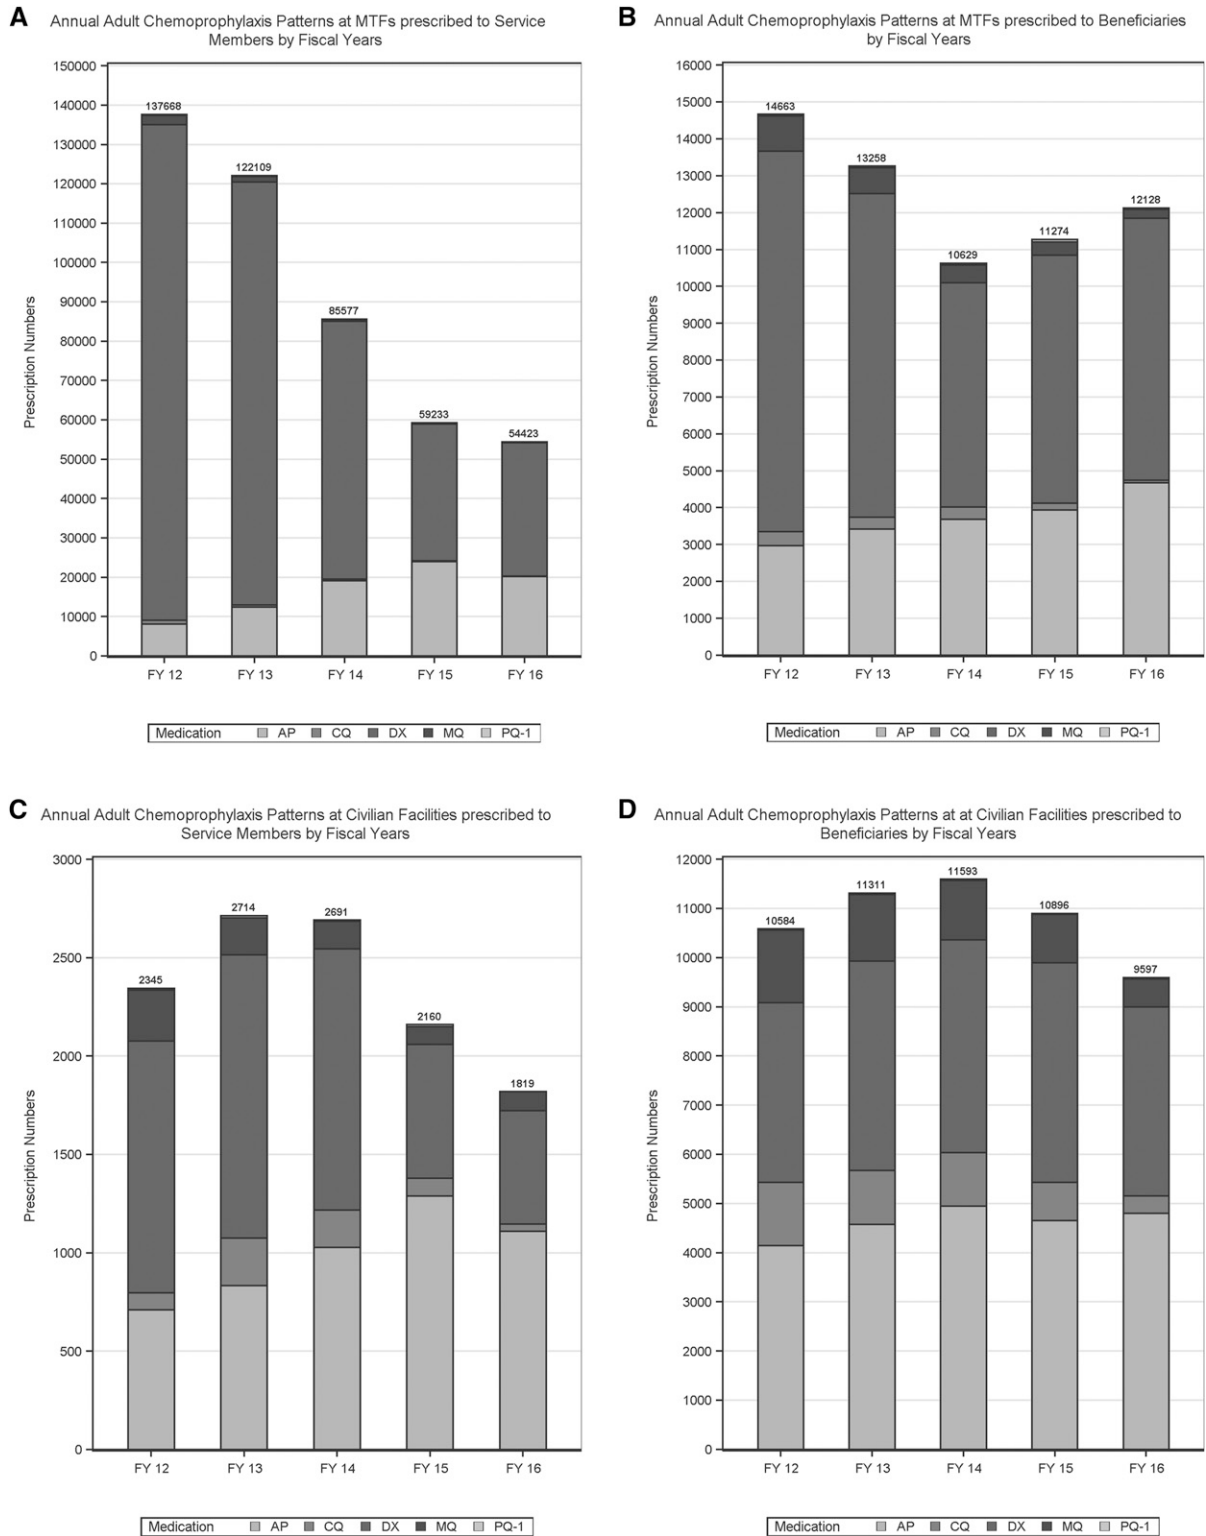 A
Annual Adult Chemoprophylaxis Patterns at MTFs prescribed to Service
Members by Fiscal Years
150000
140000
130000
120000
110000
100000
90000
80000
70000
60000
50000
40000
30000
20000
10000
0
Prescription Numbers
137668
122109
85577
59233
54423
FY 12
FY 13
FY 14
FY 15
FY 16
Medication AP CQ DX MQ PQ-1
B
Annual Adult Chemoprophylaxis Patterns at MTFs prescribed to Beneficiaries
by Fiscal Years
16000
15000
14000
13000
12000
11000
10000
9000
8000
7000
6000
5000
4000
3000
2000
1000
0
Prescription Numbers
14663
13258
10629
11274
12128
FY 12
FY 13
FY 14
FY 15
FY 16
Medication AP CQ DX MQ PQ-1
C
Annual Adult Chemoprophylaxis Patterns at Civilian Facilities prescribed to
Service Members by Fiscal Years
3000
2500
2000
1500
1000
500
0
Prescription Numbers
2345
2714
2691
2160
1819
FY 12
FY 13
FY 14
FY 15
FY 16
Medication AP CQ DX MQ PQ-1
D
Annual Adult Chemoprophylaxis Patterns at at Civilian Facilities prescribed to
Beneficiaries by Fiscal Years
12000
11000
10000
9000
8000
7000
6000
5000
4000
3000
2000
1000
0
Prescription Numbers
10584
11311
11593
10896
9597
FY 12
FY 13
FY 14
FY 15
FY 16
Medication AP CQ DX MQ PQ-1